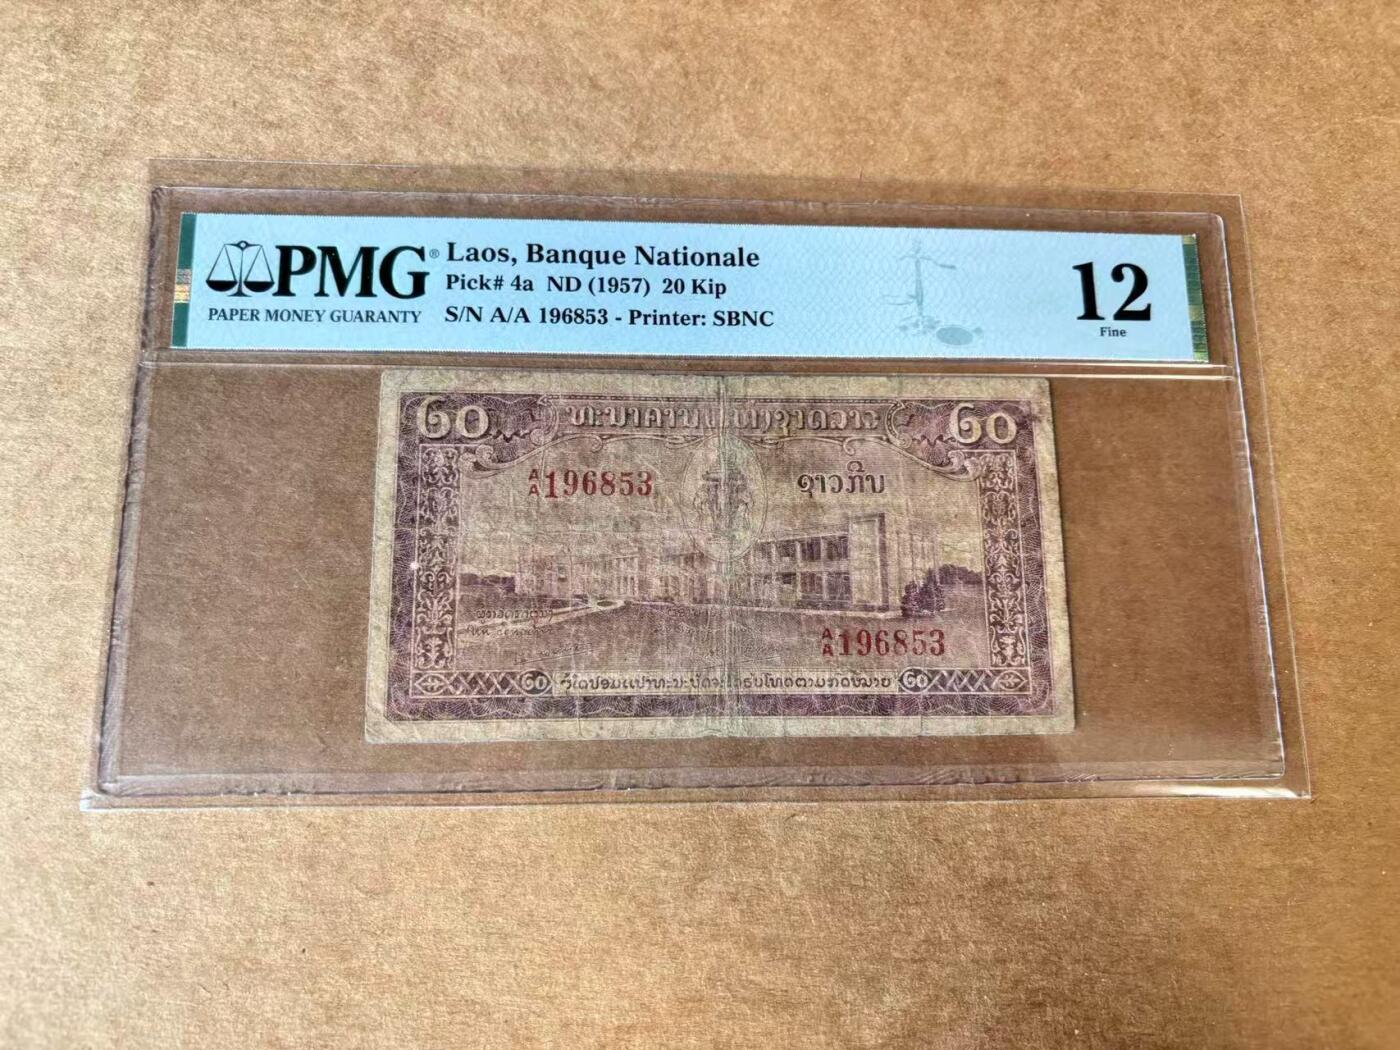 PMG®
PAPER MONEY GUARANTY
Laos, Banque Nationale
Pick# 4a ND (1957) 20 Kip
S/N A/A 196853 - Printer: SBNC
12
Fine
໒໐ ທະນາຄານແຫ່ງຊາດລາວ ໒໐
A/A 196853
ຊາວກີບ
A/A 196853
໒໐ ໒໐